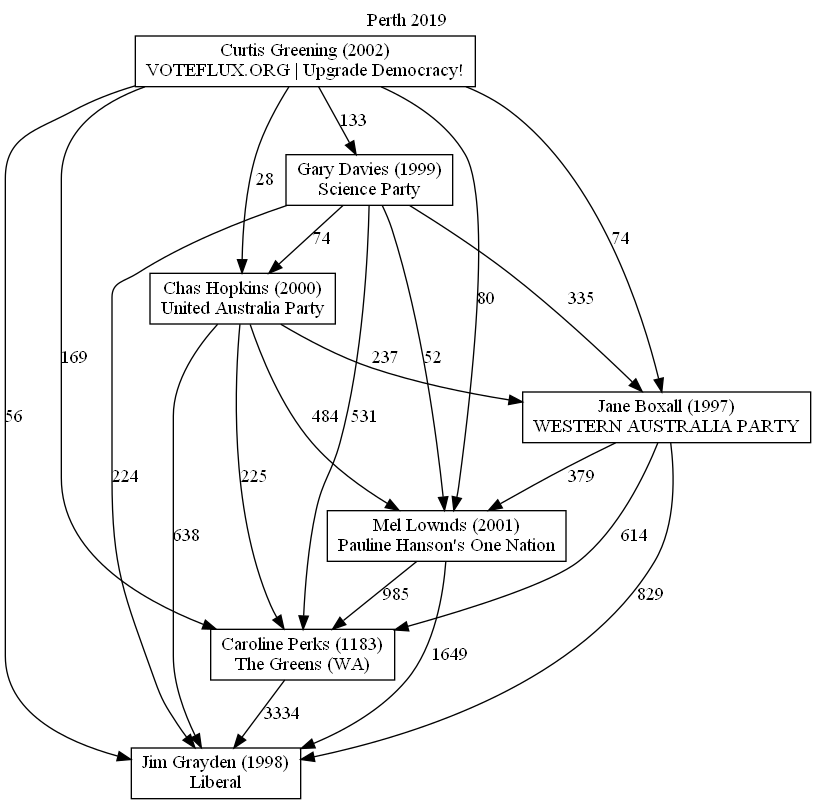 Perth 2019
Curtis Greening (2002)
VOTEFLUX.ORG | Upgrade Democracy!
133
Gary Davies (1999)
Science Party
28
74
74
Chas Hopkins (2000)
United Australia Party
80
335
169
237
52
Jane Boxall (1997)
WESTERN AUSTRALIA PARTY
56
484
531
224
225
379
Mel Lownds (2001)
Pauline Hanson's One Nation
638
614
985
829
Caroline Perks (1183)
The Greens (WA)
1649
3334
Jim Grayden (1998)
Liberal